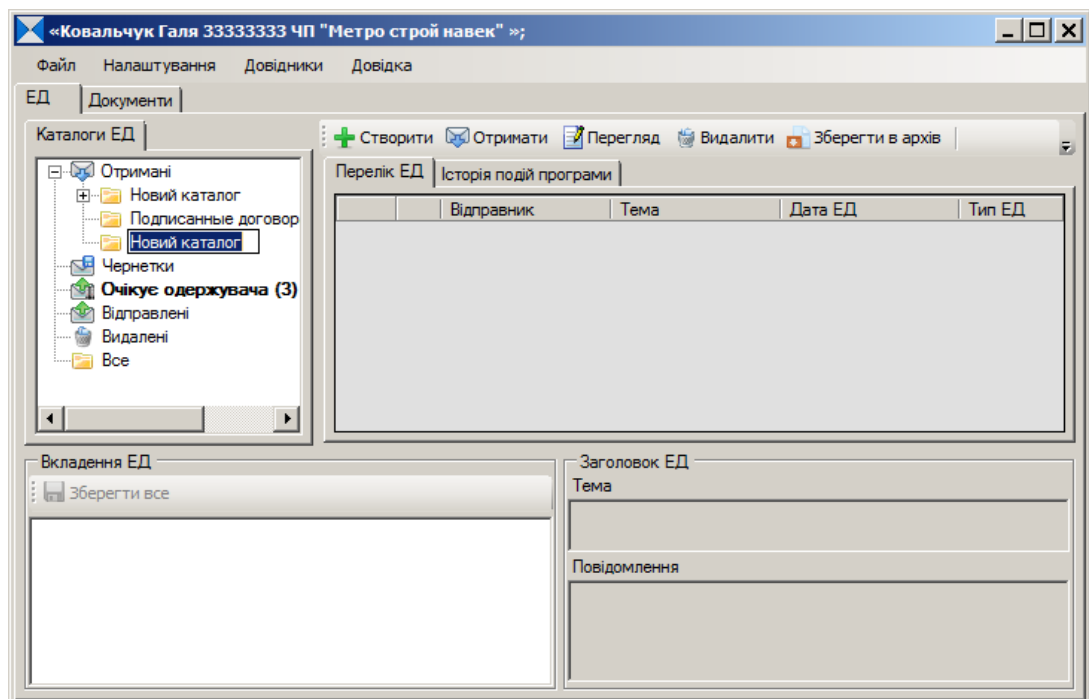 «Ковальчук Галя 33333333 ЧП "Метро строй навек" »;
Файл Налаштування Довідники Довідка
ЕД Документи
Каталоги ЕД
Створити Отримати Перегляд Видалити Зберегти в архів
Отримані
Новий каталог
Подписанные договор
Новий каталог
Чернетки
Очікує одержувача (3)
Відправлені
Видалені
Все
Перелік ЕД Історія подій програми
Відправник Тема Дата ЕД Тип ЕД
Вкладення ЕД
Зберегти все
Заголовок ЕД
Тема
Повідомлення